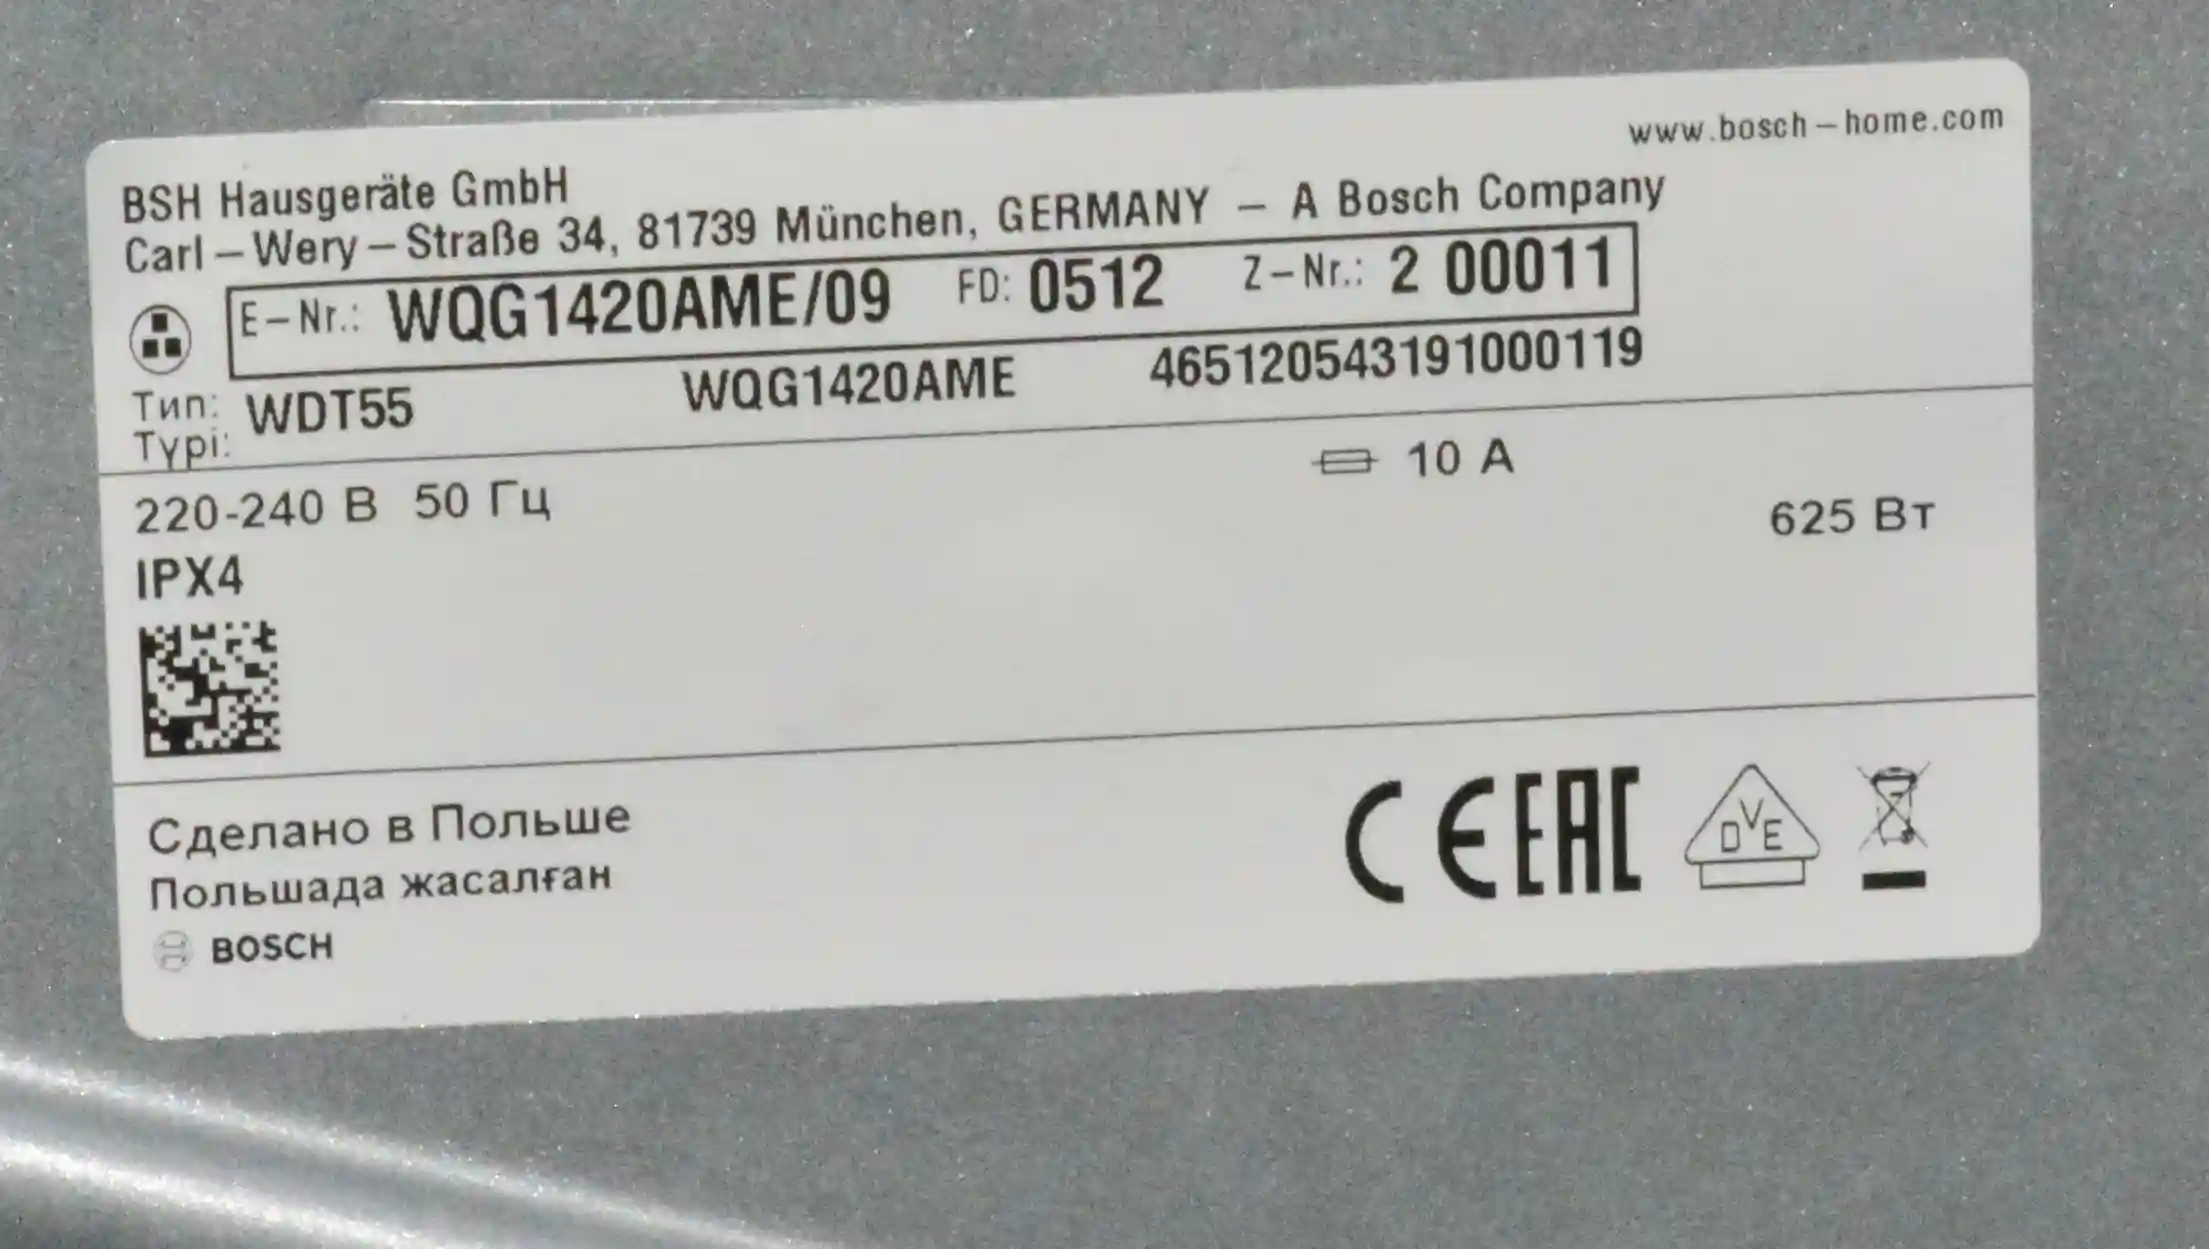 www.bosch-home.com
BSH Hausgeräte GmbH
Carl-Wery-Straße 34, 81739 München, GERMANY - A Bosch Company
E-Nr.: WQG1420AME/09 FD: 0512 Z-Nr.: 2 00011
Тип: WDT55 WQG1420AME 465120543191000119
Typi:
220-240 В 50 Гц 10 А
625 Вт
IPX4
Сделано в Польше
Польшада жасалған
BOSCH
CE EAC DVE